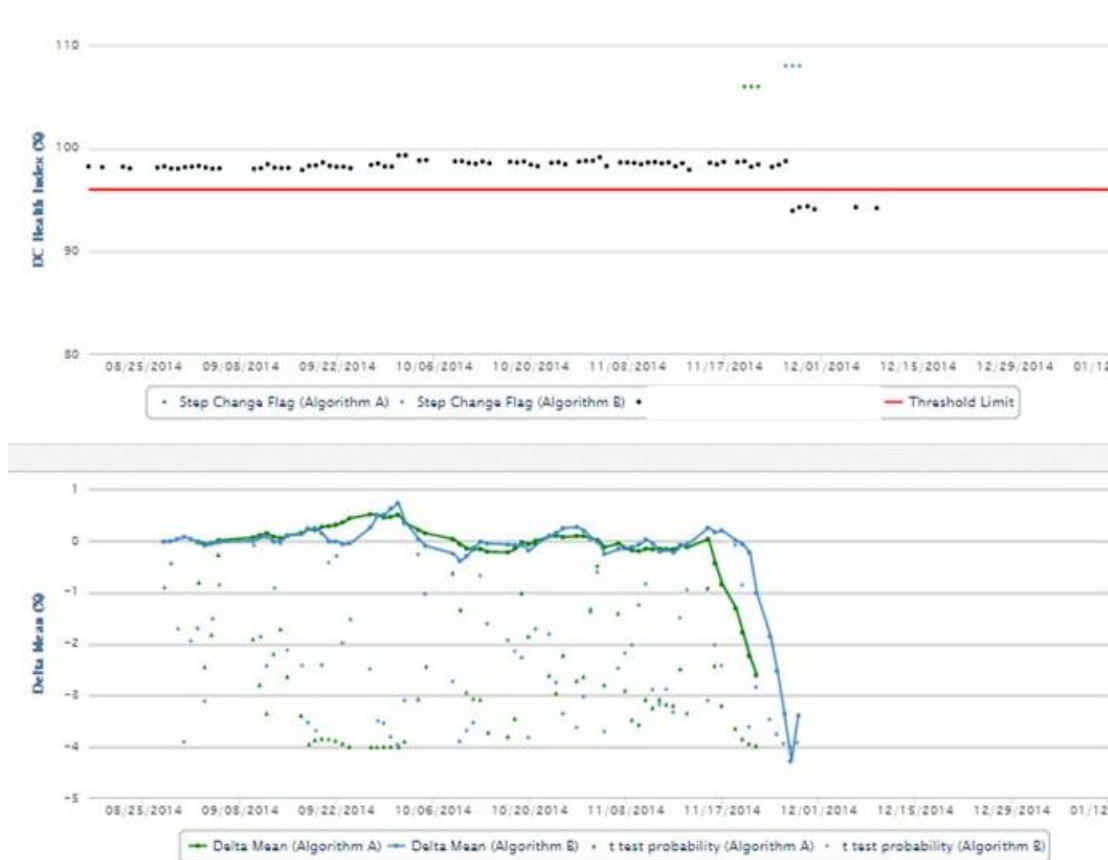 110
100
90
80
DC Health Index (%)
08/25/2014 09/08/2014 09/22/2014 10/06/2014 10/20/2014 11/08/2014 11/17/2014 12/01/2014 12/15/2014 12/29/2014 01/12
Step Change Flag (Algorithm A) Step Change Flag (Algorithm B) Threshold Limit
1
0
-1
-2
-3
-4
-5
Delta Mean (%)
08/25/2014 09/08/2014 09/22/2014 10/06/2014 10/20/2014 11/08/2014 11/17/2014 12/01/2014 12/15/2014 12/29/2014 01/12
Delta Mean (Algorithm A) Delta Mean (Algorithm B) t test probability (Algorithm A) t test probability (Algorithm B)